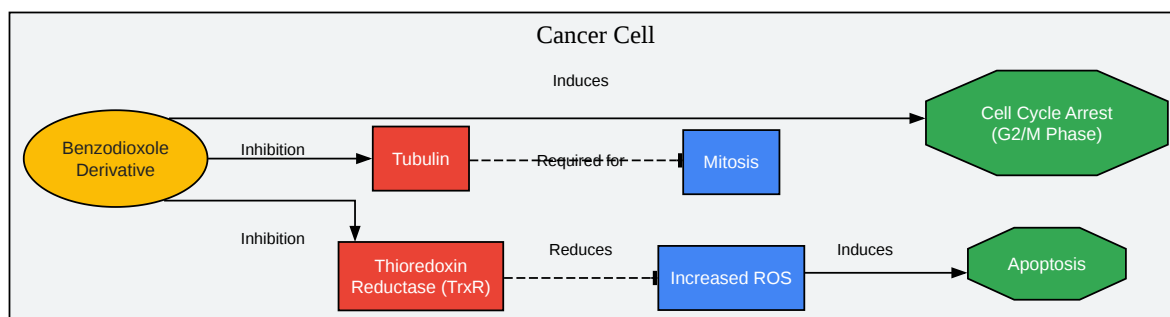 Cancer Cell
Induces
Cell Cycle Arrest
(G2/M Phase)
Benzodioxole
Derivative
Inhibition
Tubulin
Required for
Mitosis
Inhibition
Thioredoxin
Reductase (TrxR)
Reduces
Increased ROS
Induces
Apoptosis